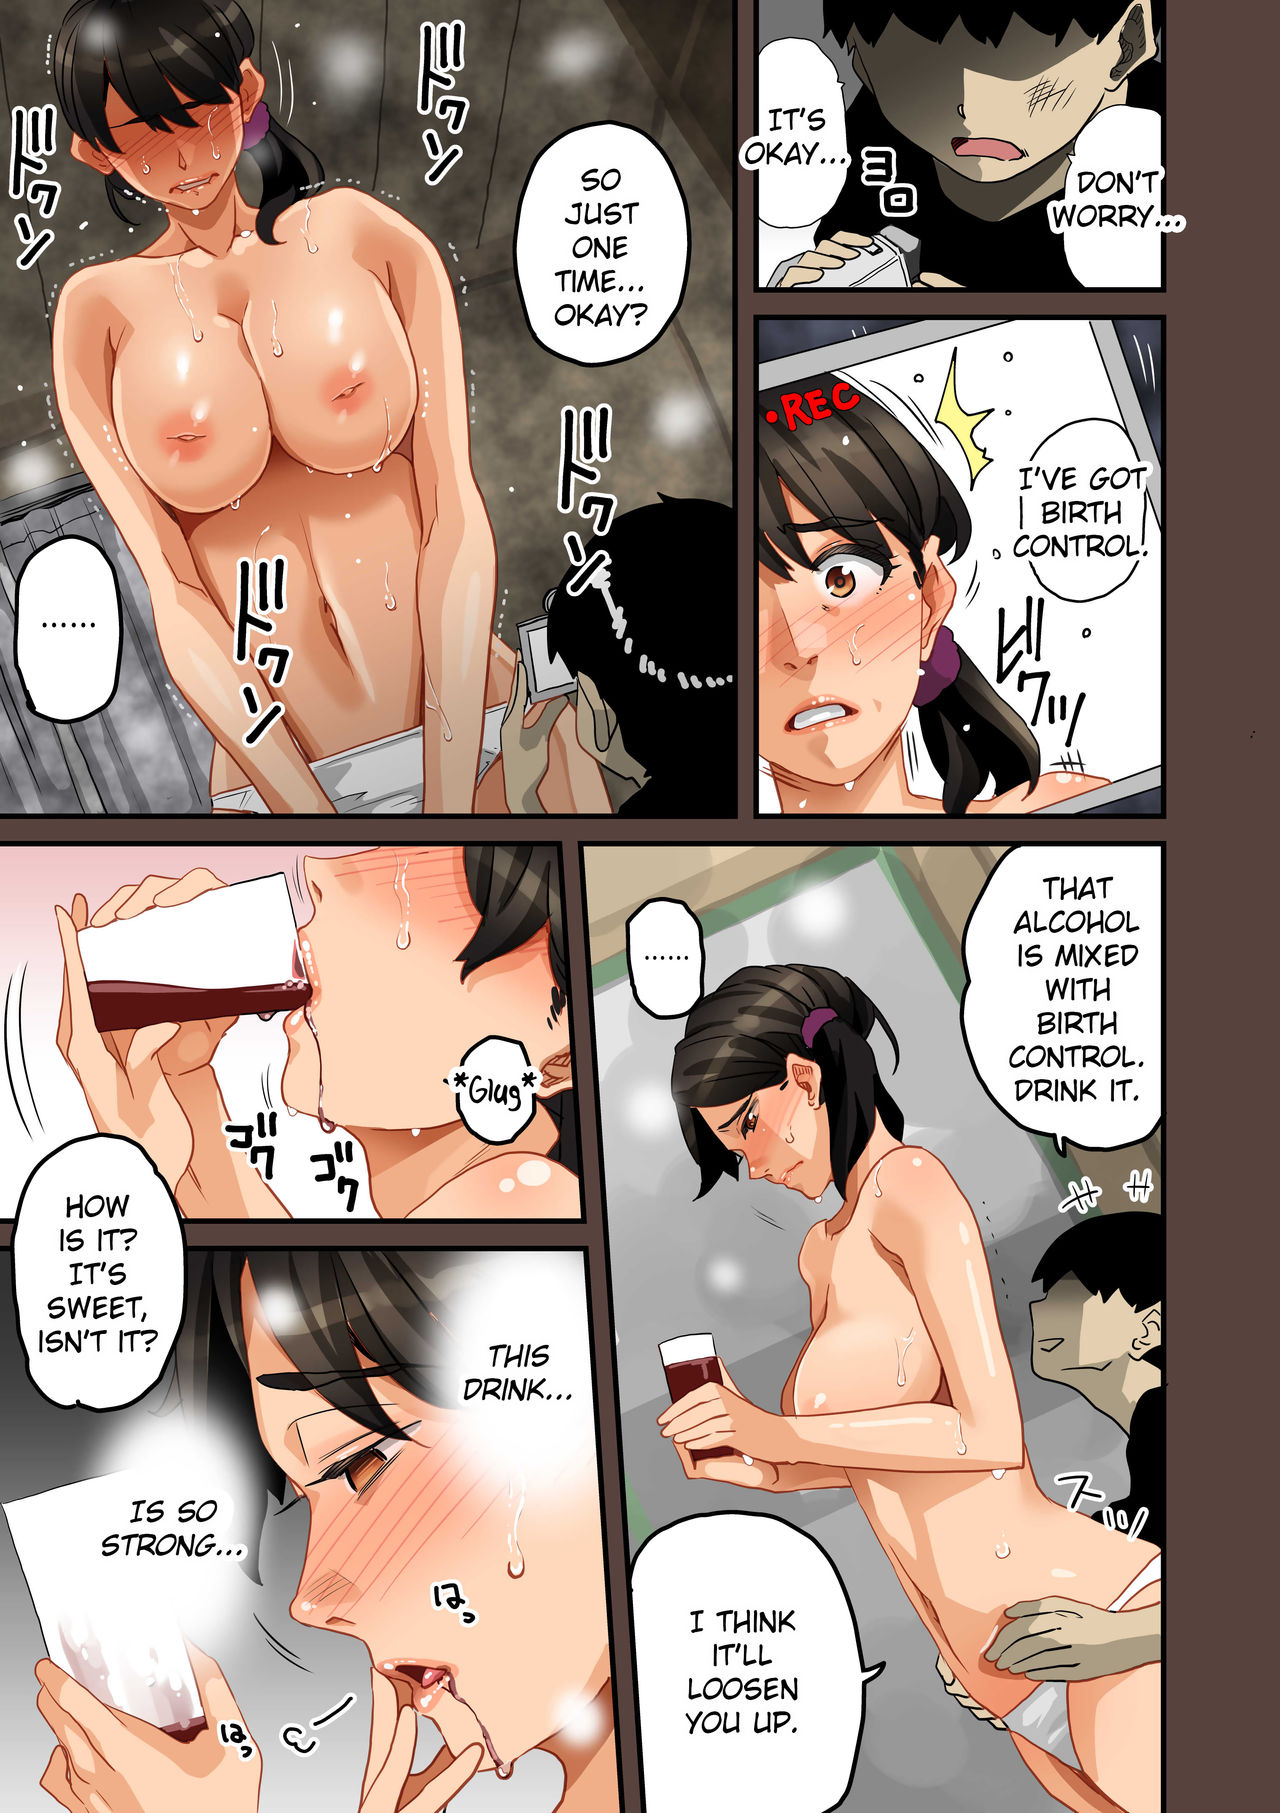 DON'T
WORRY...
IT'S
OKAY...
ヨロ
•REC
I'VE GOT
BIRTH
CONTROL.
ビクッ
SO
JUST
ONE
TIME...
OKAY?
ドクン
ドクン
ドクン
ドクン
......
THAT
ALCOHOL
IS MIXED
WITH
BIRTH
CONTROL.
DRINK IT.
......
ス
I THINK
IT'LL
LOOSEN
YOU UP.
*Glug*
ゴク
ゴク
HOW
IS IT?
IT'S
SWEET,
ISN'T IT?
THIS
DRINK...
IS SO
STRONG...
はっ
はっ